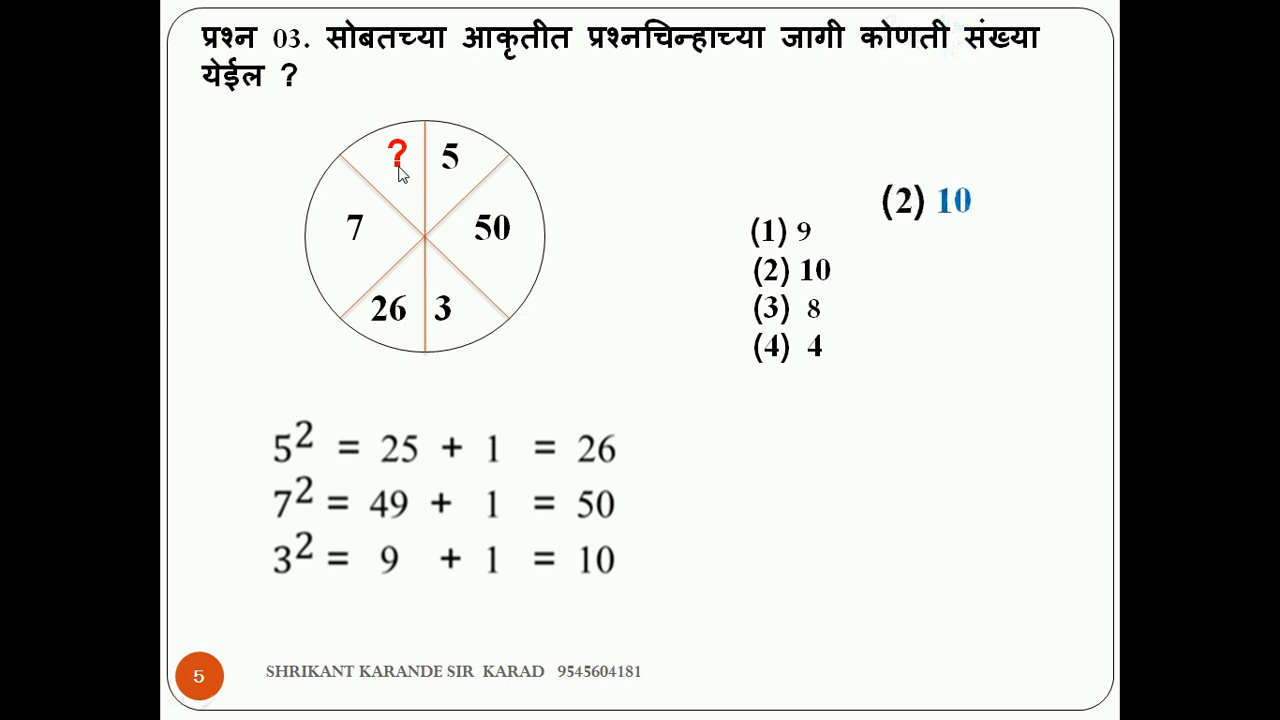 प्रश्न 03. सोबतच्या आकृतीत प्रश्नचिन्हाच्या जागी कोणती संख्या
येईल ?
? 5
7 50
26 3
(2) 10
(1) 9
(2) 10
(3) 8
(4) 4
5² = 25 + 1 = 26
7² = 49 + 1 = 50
3² = 9 + 1 = 10
5 SHRIKANT KARANDE SIR KARAD 9545604181